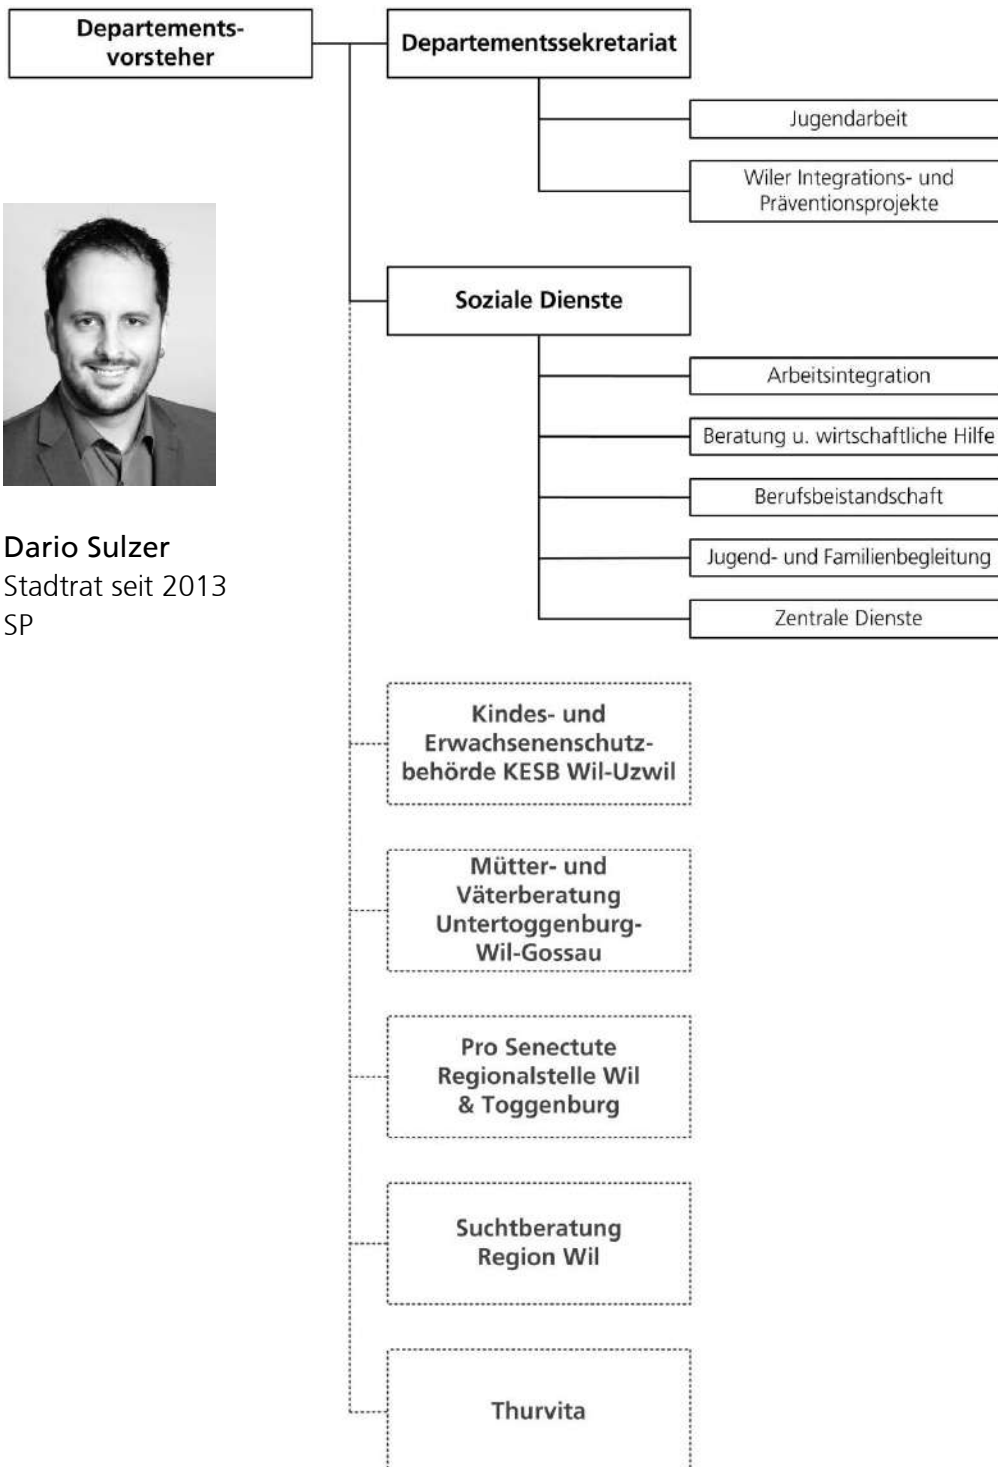 Departements-
vorsteher
Departementssekretariat
Jugendarbeit
Wiler Integrations- und
Präventionsprojekte
Soziale Dienste
Arbeitsintegration
Beratung u. wirtschaftliche Hilfe
Berufsbeistandschaft
Jugend- und Familienbegleitung
Zentrale Dienste
Dario Sulzer
Stadtrat seit 2013
SP
Kindes- und
Erwachsenenschutz-
behörde KESB Wil-Uzwil
Mütter- und
Väterberatung
Untertoggenburg-
Wil-Gossau
Pro Senectute
Regionalstelle Wil
& Toggenburg
Suchtberatung
Region Wil
Thurvita